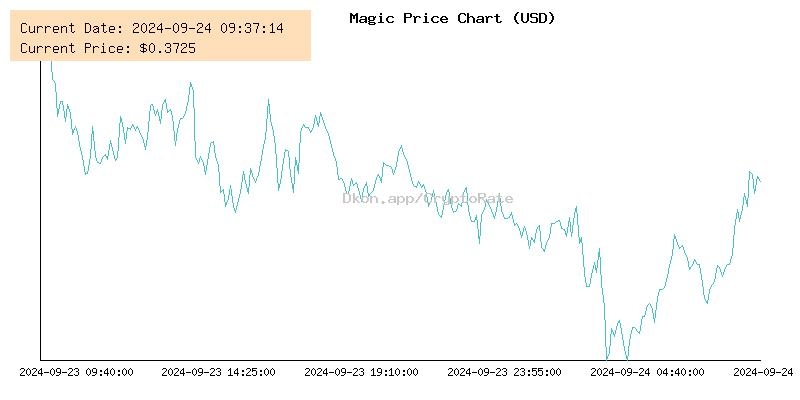 Magic Price Chart (USD)
Current Date: 2024-09-24 09:37:14
Current Price: $0.3725
Dkon.app/CryptoRate
2024-09-23 09:40:00 2024-09-23 14:25:00 2024-09-23 19:10:00 2024-09-23 23:55:00 2024-09-24 04:40:00 2024-09-24